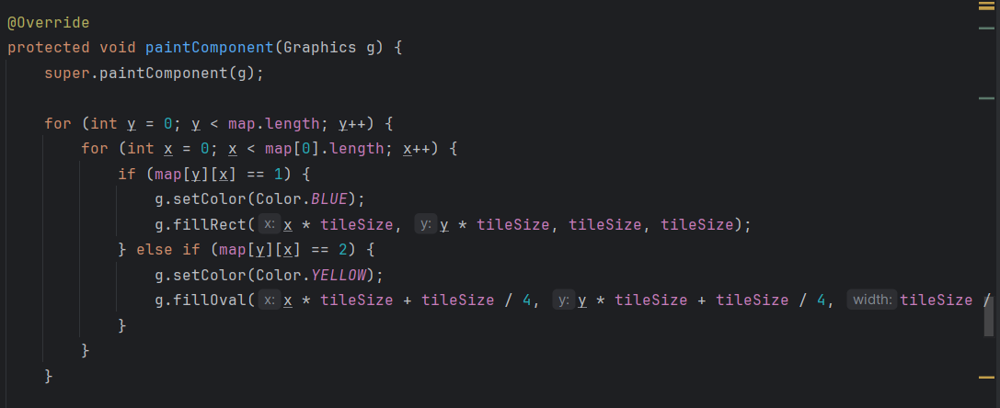 @Override
protected void paintComponent(Graphics g) {
    super.paintComponent(g);

    for (int y = 0; y < map.length; y++) {
        for (int x = 0; x < map[0].length; x++) {
            if (map[y][x] == 1) {
                g.setColor(Color.BLUE);
                g.fillRect( x: x * tileSize, y: y * tileSize, tileSize, tileSize);
            } else if (map[y][x] == 2) {
                g.setColor(Color.YELLOW);
                g.fillOval( x: x * tileSize + tileSize / 4, y: y * tileSize + tileSize / 4, width: tileSize /
            }
        }
    }